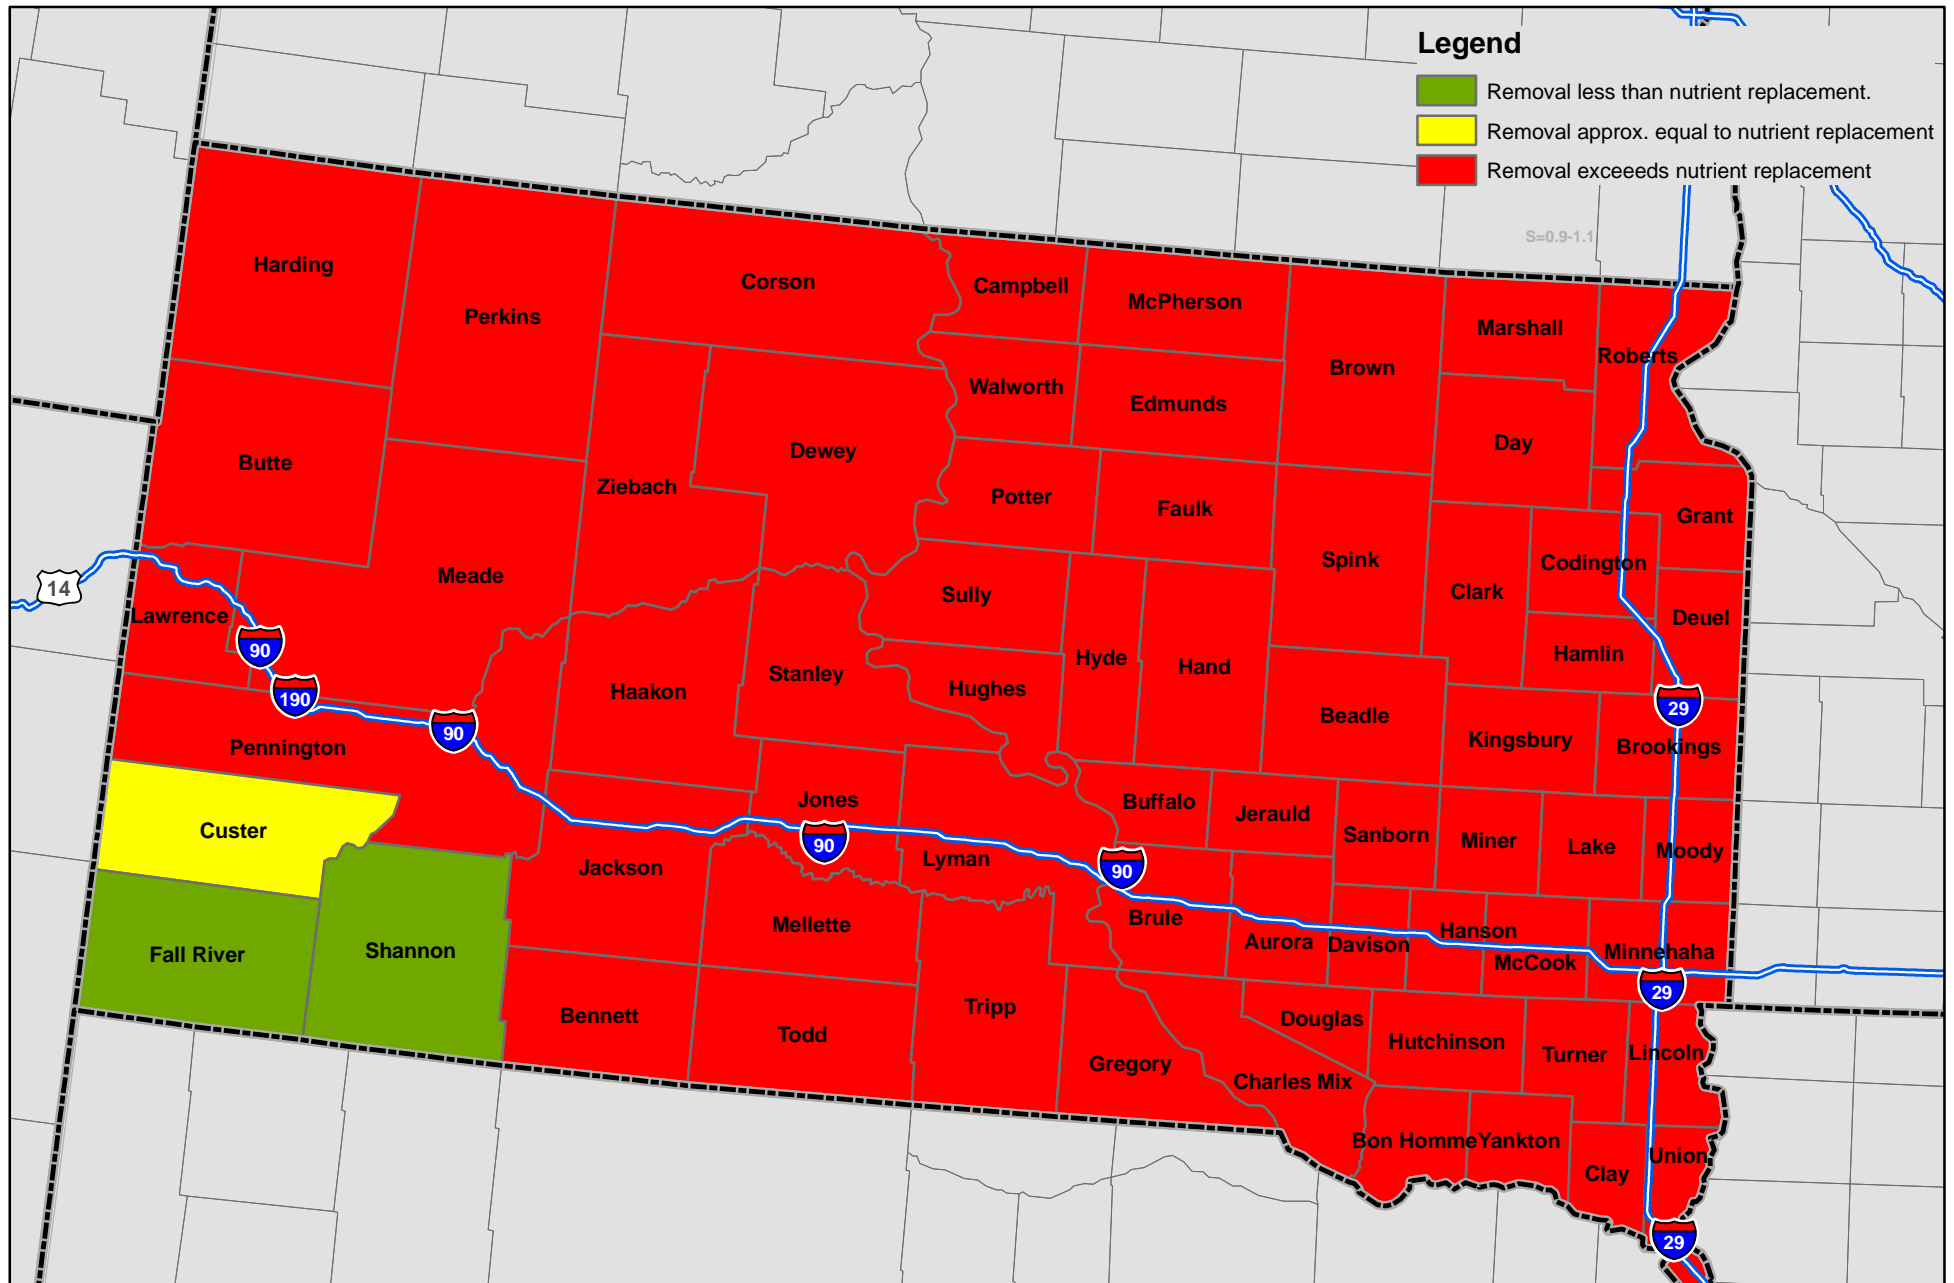 Legend
Removal less than nutrient replacement.
Removal approx. equal to nutrient replacement
Removal exceeeds nutrient replacement
S=0.9-1.1
Harding
Perkins
Corson
Campbell
McPherson
Brown
Marshall
Roberts
Butte
Ziebach
Dewey
Walworth
Edmunds
Day
Potter
Faulk
Grant
14
Meade
Lawrence
90
190
90
Sully
Spink
Clark
Codington
Hamlin
Deuel
Haakon
Stanley
Hughes
Hyde
Hand
Beadle
Kingsbury
29
Brookings
Pennington
Custer
Jones
90
Lyman
Buffalo
Jerauld
90
Sanborn
Miner
Lake
Moody
Jackson
Fall River
Shannon
Mellette
Brule
Aurora
Davison
Hanson
McCook
Minnehaha
29
Bennett
Todd
Tripp
Gregory
Douglas
Charles Mix
Hutchinson
Turner
Lincoln
Bon Homme
Yankton
Clay
Union
29